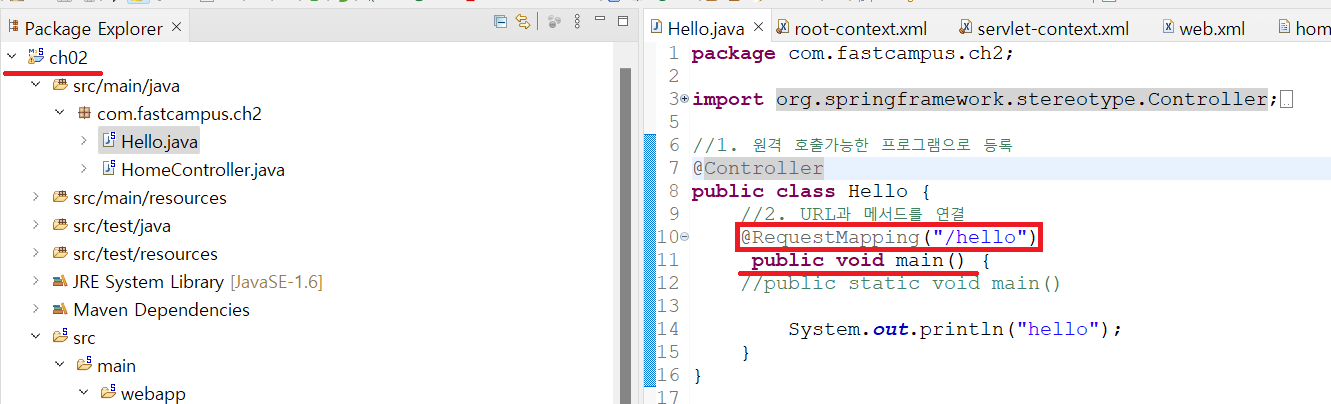 Package Explorer
ch02
src/main/java
com.fastcampus.ch2
Hello.java
HomeController.java
src/main/resources
src/test/java
src/test/resources
JRE System Library [JavaSE-1.6]
Maven Dependencies
src
main
webapp
Hello.java root-context.xml servlet-context.xml web.xml hom
1 package com.fastcampus.ch2;
2
3 import org.springframework.stereotype.Controller;
5
6 //1. 원격 호출가능한 프로그램으로 등록
7 @Controller
8 public class Hello {
9 //2. URL과 메서드를 연결
10 @RequestMapping("/hello")
11 public void main() {
12 //public static void main()
13
14 System.out.println("hello");
15 }
16 }
17